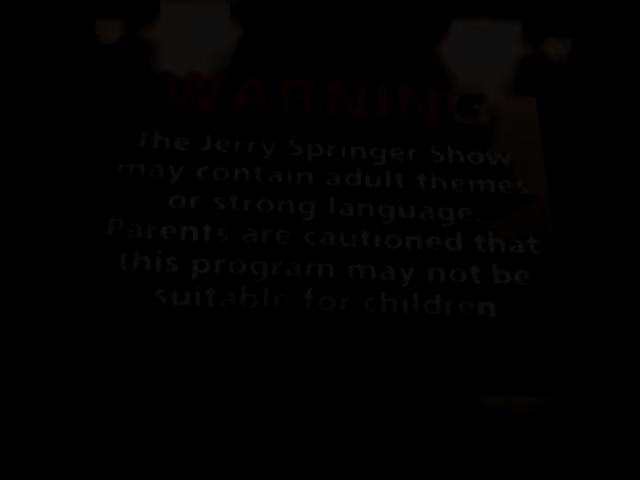 WARNING
The Jerry Springer Show
may contain adult themes
or strong language.
Parents are cautioned that
this program may not be
suitable for children